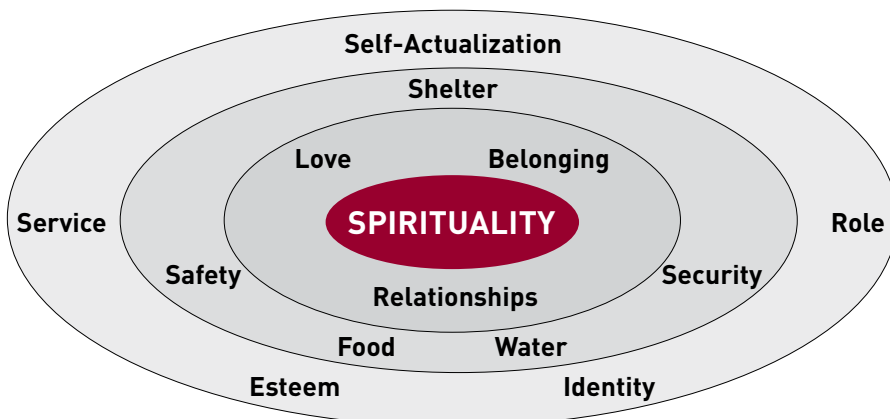 Self-Actualization
Shelter
Love Belonging
SPIRITUALITY
Service Role
Safety Security
Relationships
Food Water
Esteem Identity